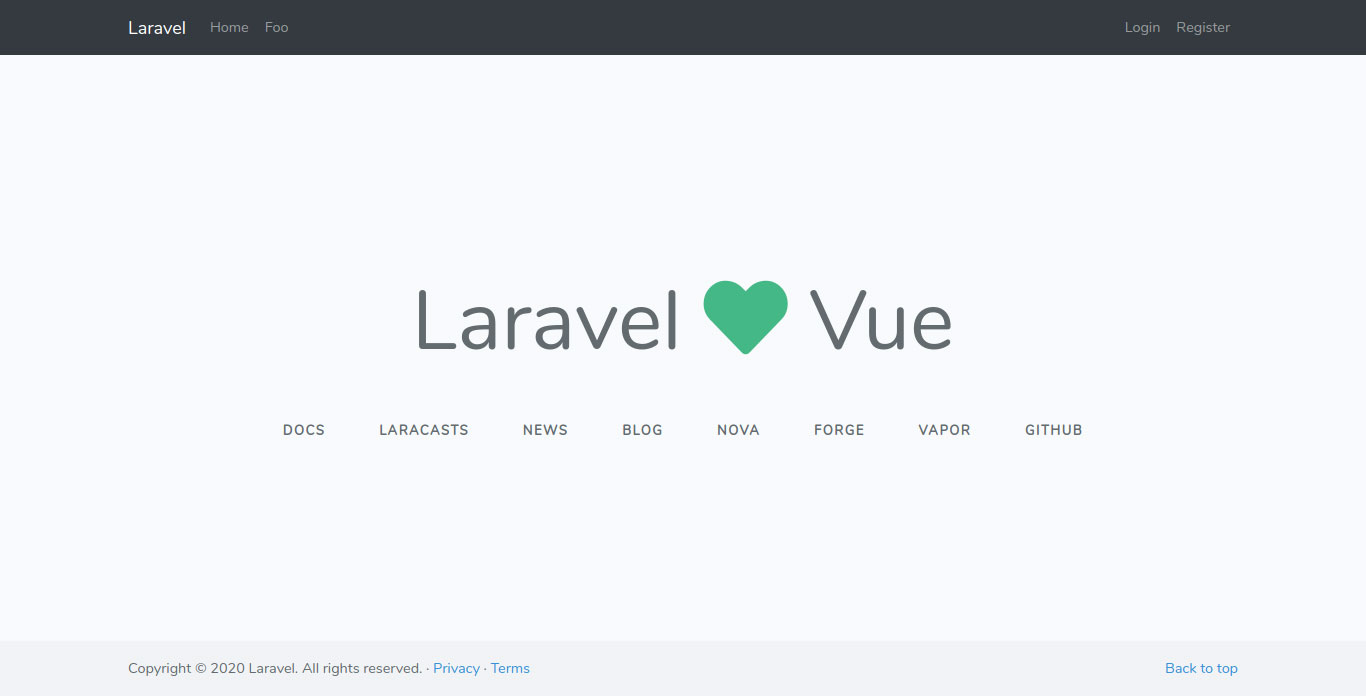 Laravel Home Foo Login Register
Laravel Vue
DOCS LARACASTS NEWS BLOG NOVA FORGE VAPOR GITHUB
Copyright © 2020 Laravel. All rights reserved. · Privacy · Terms Back to top